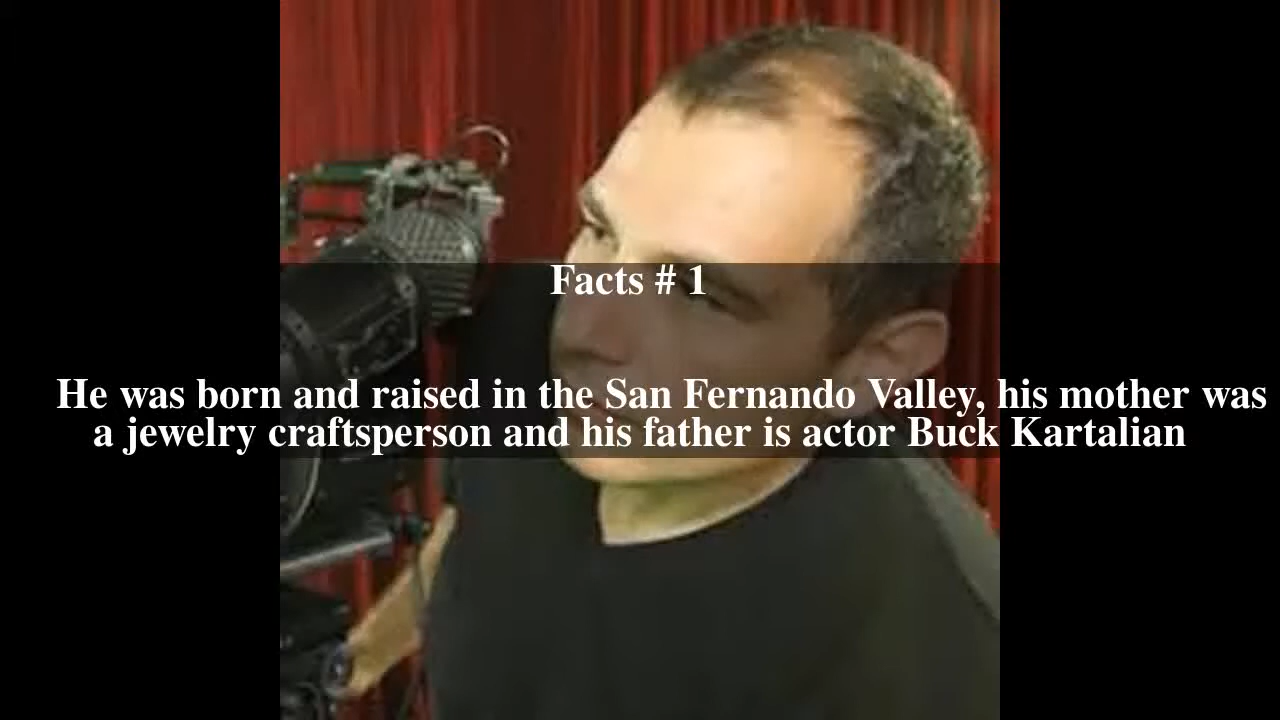 Facts # 1
He was born and raised in the San Fernando Valley, his mother was
a jewelry craftsperson and his father is actor Buck Kartalian